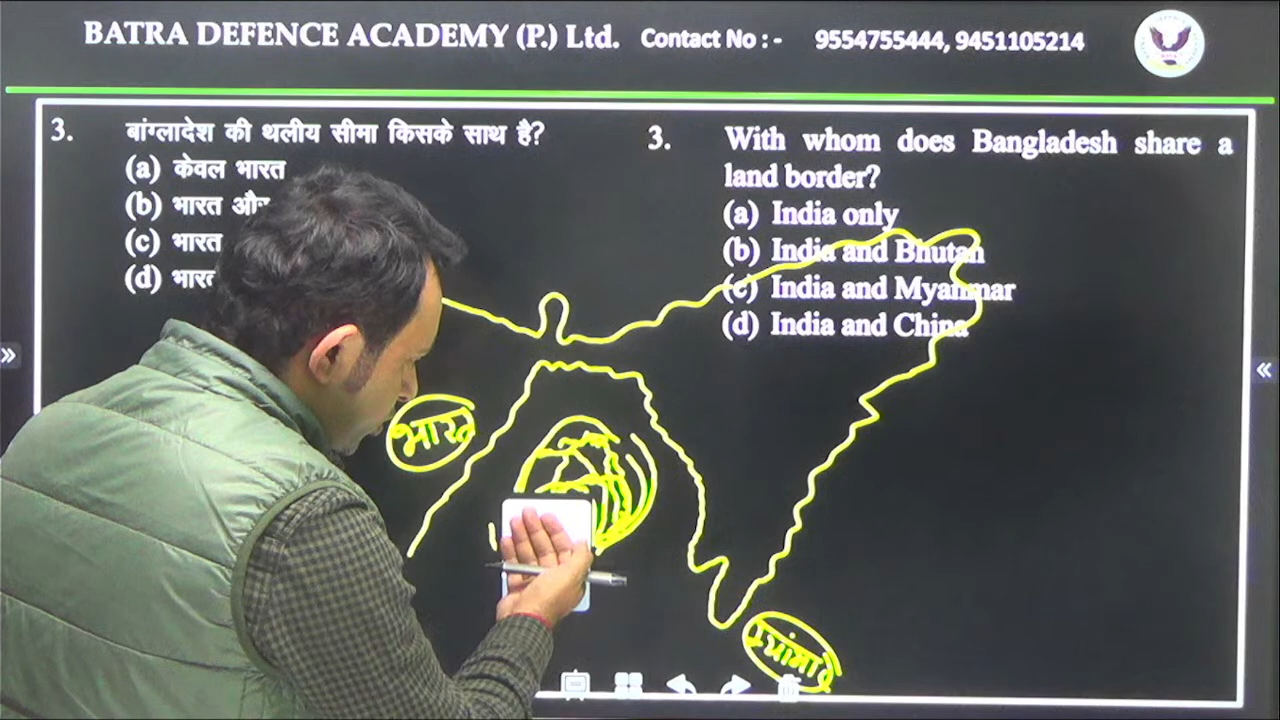 BATRA DEFENCE ACADEMY (P.) Ltd. Contact No : - 9554755444, 9451105214
3. बांग्लादेश की थलीय सीमा किसके साथ है?
(a) केवल भारत
(b) भारत और
(c) भारत
(d) भारत
3. With whom does Bangladesh share a
land border?
(a) India only
(b) India and Bhutan
(c) India and Myanmar
(d) India and China
भारत
म्यांमार